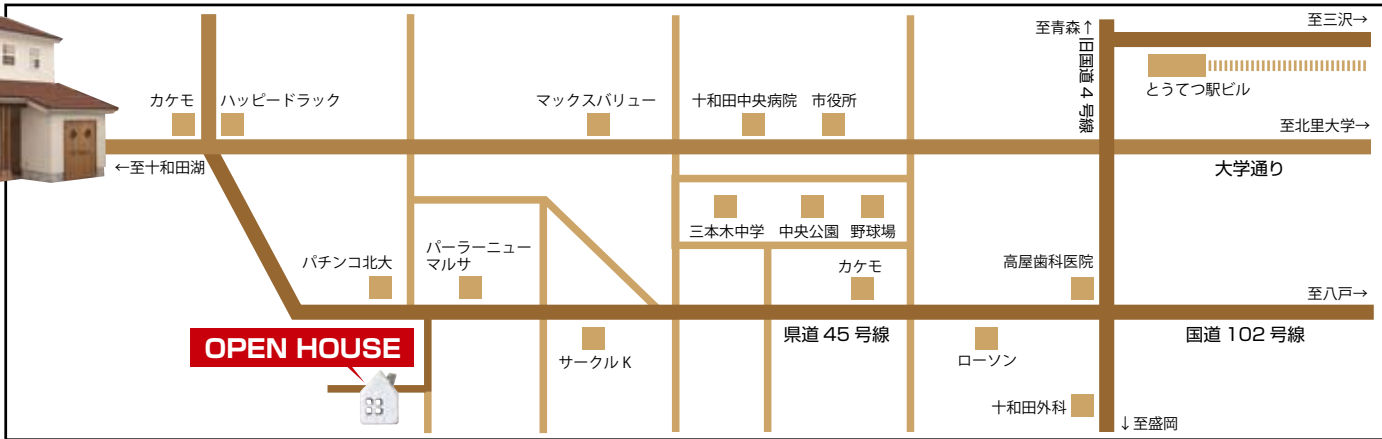 至三沢→
至青森↑
旧国道4号線
とうてつ駅ビル
カケモ
ハッピードラック
マックスバリュー
十和田中央病院
市役所
至北里大学→
←至十和田湖
大学通り
三本木中学
中央公園
野球場
パチンコ北大
パーラーニュー
マルサ
カケモ
高屋歯科医院
至八戸→
OPEN HOUSE
県道45号線
国道102号線
サークルK
ローソン
十和田外科
↓至盛岡